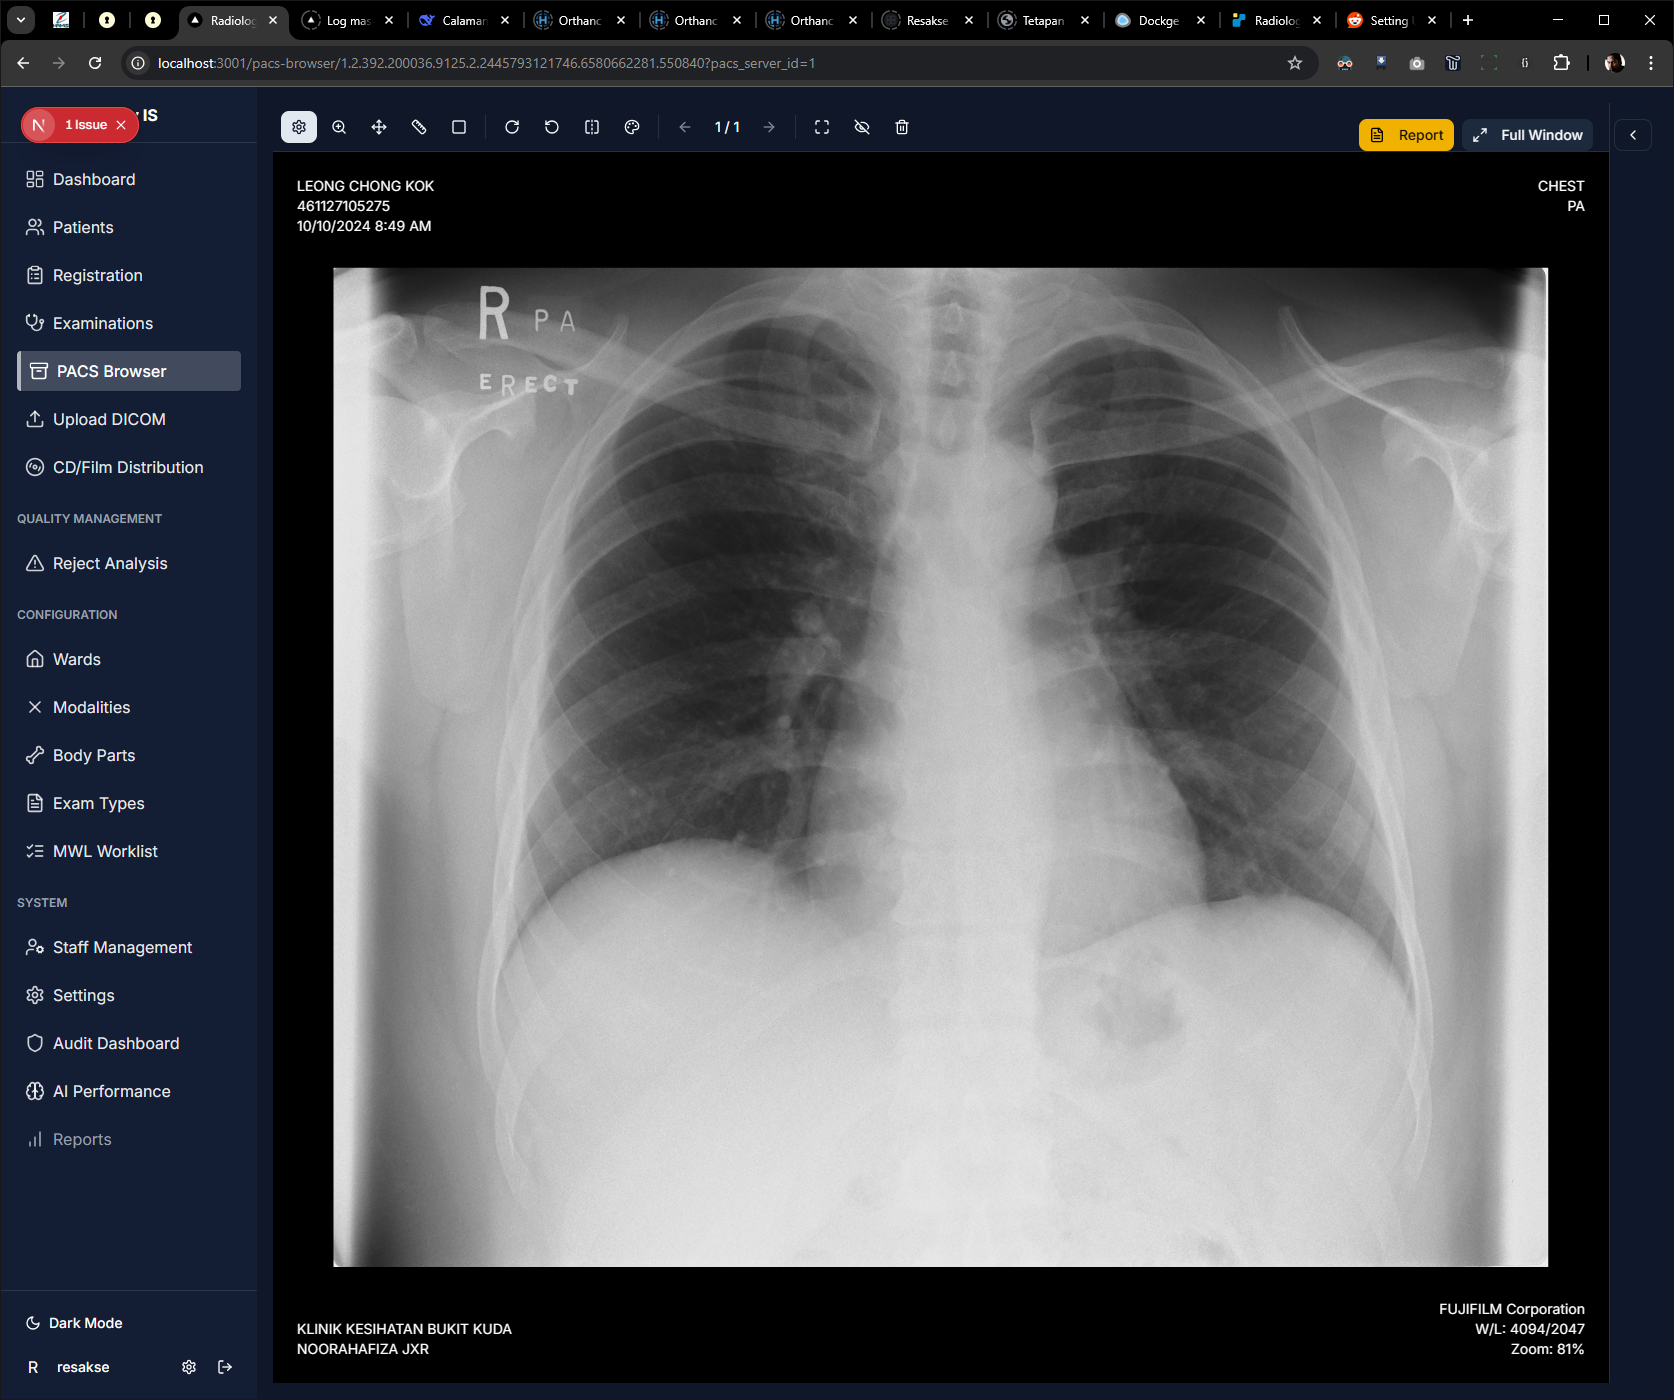 Radiolog
Log mas
Calamar
Orthanc
Orthanc
Orthanc
Resakse
Tetapan
Dockge
Radiolog
Setting
localhost:3001/pacs-browser/1.2.392.200036.9125.2.2445793121746.6580662281.550840?pacs_server_id=1
N 1 Issue
IS
Dashboard
Patients
Registration
Examinations
PACS Browser
Upload DICOM
CD/Film Distribution
QUALITY MANAGEMENT
Reject Analysis
CONFIGURATION
Wards
Modalities
Body Parts
Exam Types
MWL Worklist
SYSTEM
Staff Management
Settings
Audit Dashboard
AI Performance
Reports
Dark Mode
R resakse
1 / 1
Report
Full Window
LEONG CHONG KOK
461127105275
10/10/2024 8:49 AM
CHEST
PA
R PA
ERECT
KLINIK KESIHATAN BUKIT KUDA
NOORAHAFIZA JXR
FUJIFILM Corporation
W/L: 4094/2047
Zoom: 81%